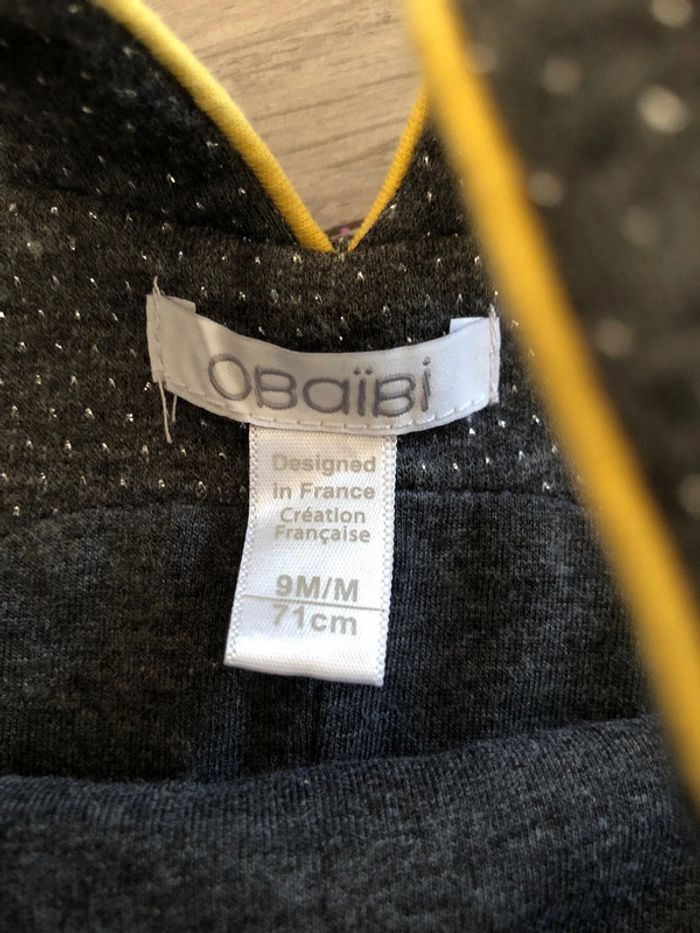 OBaïBi
Designed
in France
Création
Française
9M/M
71cm